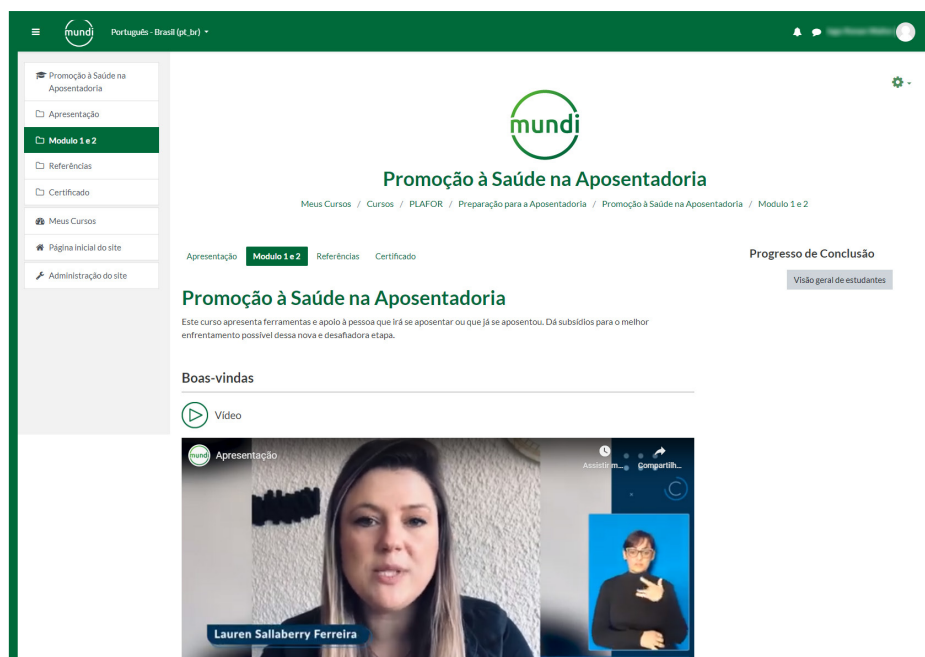 mundi
Português - Brasil (pt_br)
Promoção à Saúde na
Aposentadoria
Apresentação
Modulo 1 e 2
Referências
Certificado
Meus Cursos
Página inicial do site
Administração do site
mundi
Promoção à Saúde na Aposentadoria
Meus Cursos / Cursos / PLAFOR / Preparação para a Aposentadoria / Promoção à Saúde na Aposentadoria / Modulo 1 e 2
Apresentação Modulo 1 e 2 Referências Certificado
Progresso de Conclusão
Visão geral de estudantes
Promoção à Saúde na Aposentadoria
Este curso apresenta ferramentas e apoio à pessoa que irá se aposentar ou que já se aposentou. Dá subsídios para o melhor
enfrentamento possível dessa nova e desafiadora etapa.
Boas-vindas
Vídeo
mundi Apresentação
Assistir m... Compartilh...
Lauren Sallaberry Ferreira